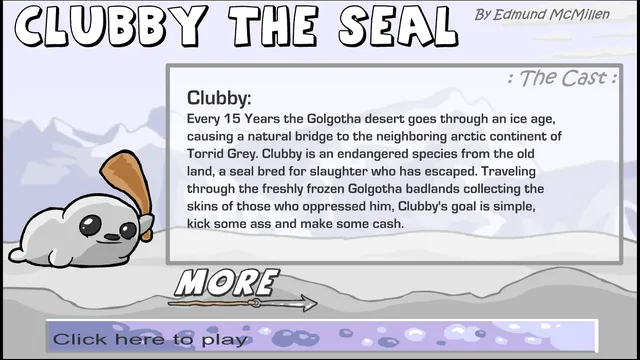 CLUBBY THE SEAL
By Edmund McMillen
: The Cast :
Clubby:
Every 15 Years the Golgotha desert goes through an ice age,
causing a natural bridge to the neighboring arctic continent of
Torrid Grey. Clubby is an endangered species from the old
land, a seal bred for slaughter who has escaped. Traveling
through the freshly frozen Golgotha badlands collecting the
skins of those who oppressed him, Clubby's goal is simple,
kick some ass and make some cash.
MORE
Click here to play